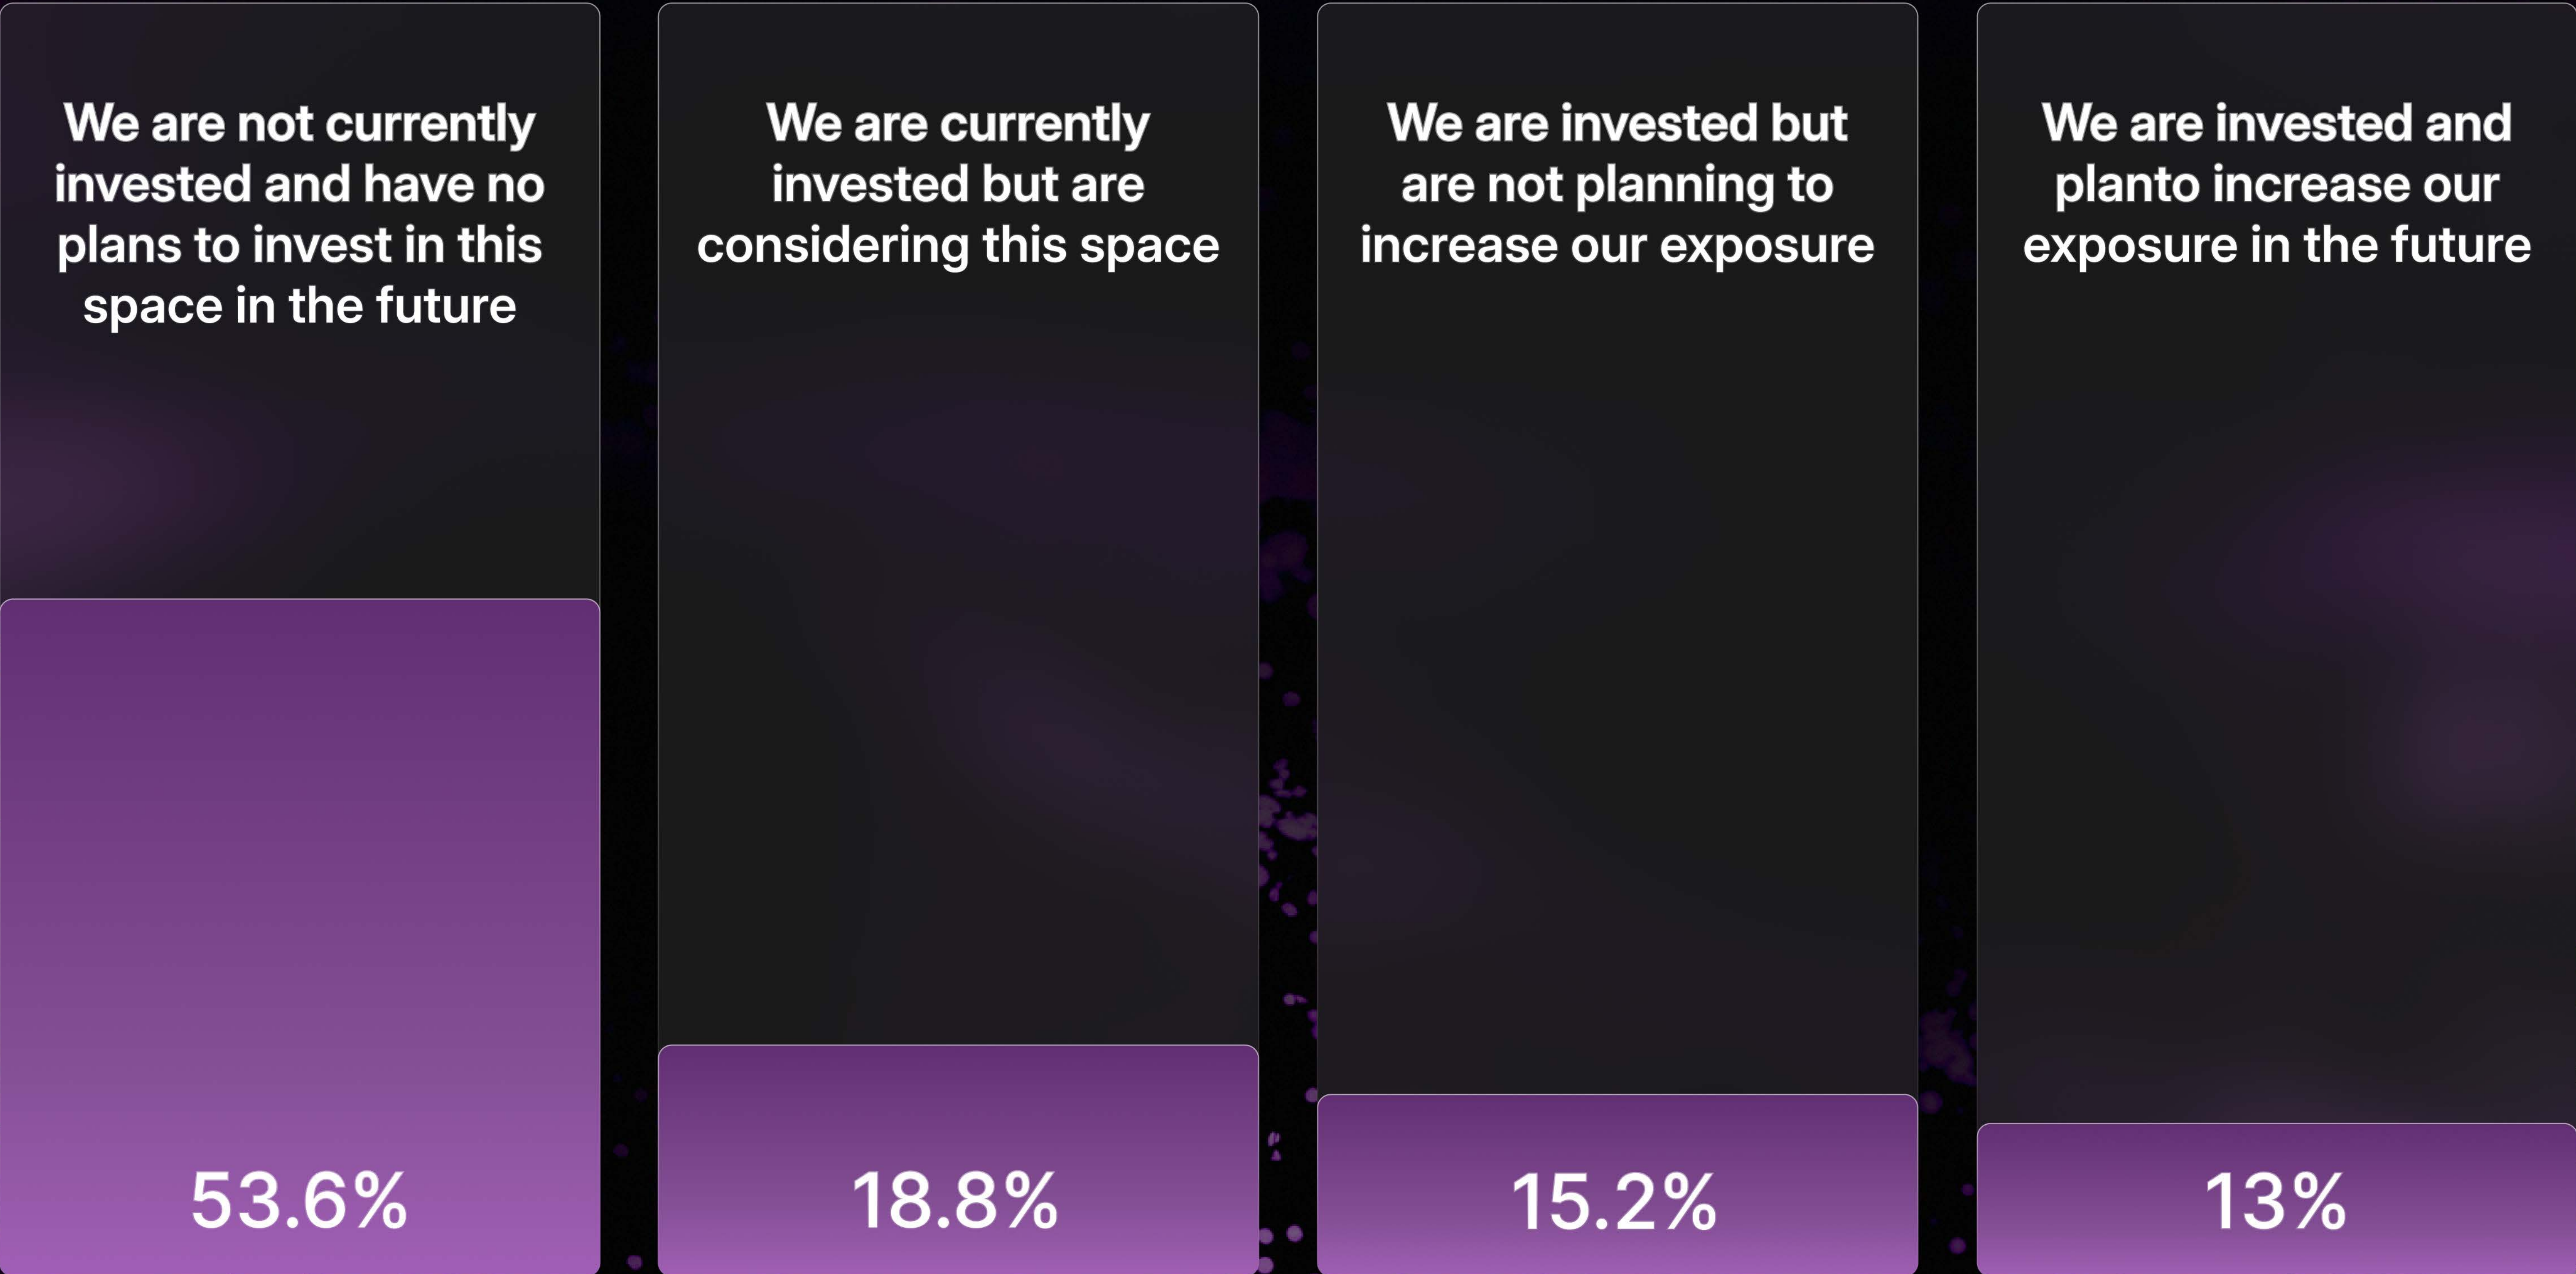 We are not currently
invested and have no
plans to invest in this
space in the future
53.6%
We are currently
invested but are
considering this space
18.8%
We are invested but
are not planning to
increase our exposure
15.2%
We are invested and
planto increase our
exposure in the future
13%